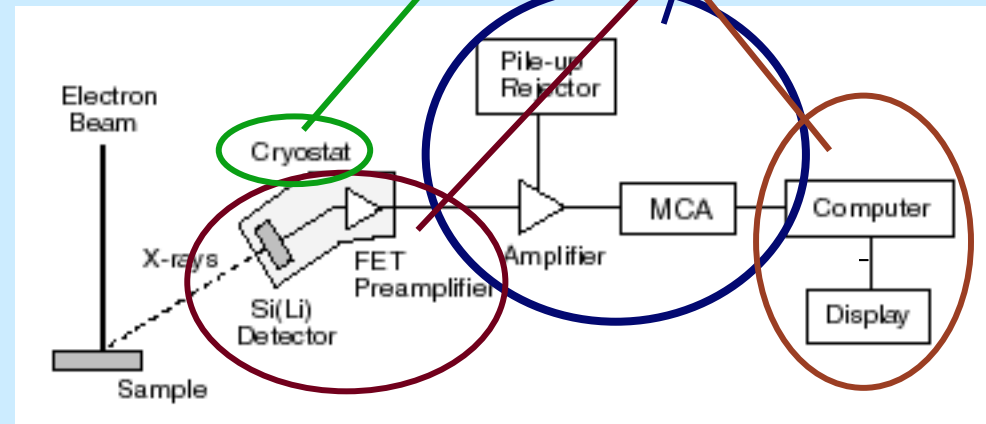 Pile-up
Rejector
Electron
Beam
Cryostat
MCA
Computer
X-rays
FET
Preamplifier
Amplifier
Si(Li)
Detector
Display
Sample